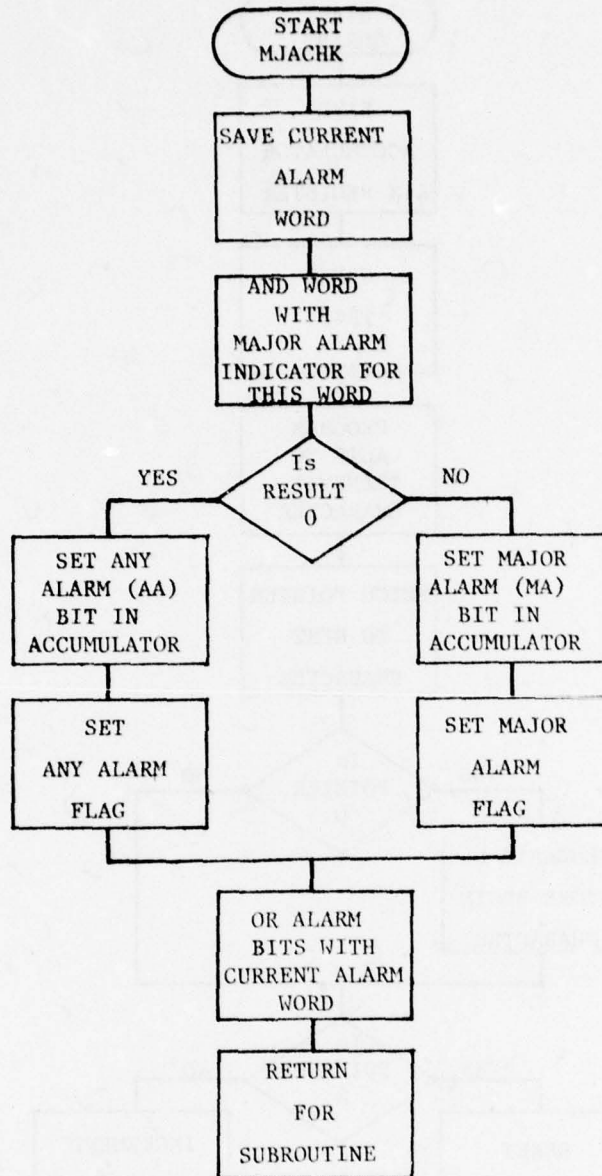 START
MJACHK
SAVE CURRENT
ALARM
WORD
AND WORD
WITH
MAJOR ALARM
INDICATOR FOR
THIS WORD
Is
RESULT
0
YES
NO
SET ANY
ALARM (AA)
BIT IN
ACCUMULATOR
SET MAJOR
ALARM (MA)
BIT IN
ACCUMULATOR
SET
ANY ALARM
FLAG
SET MAJOR
ALARM
FLAG
OR ALARM
BITS WITH
CURRENT ALARM
WORD
RETURN
FOR
SUBROUTINE